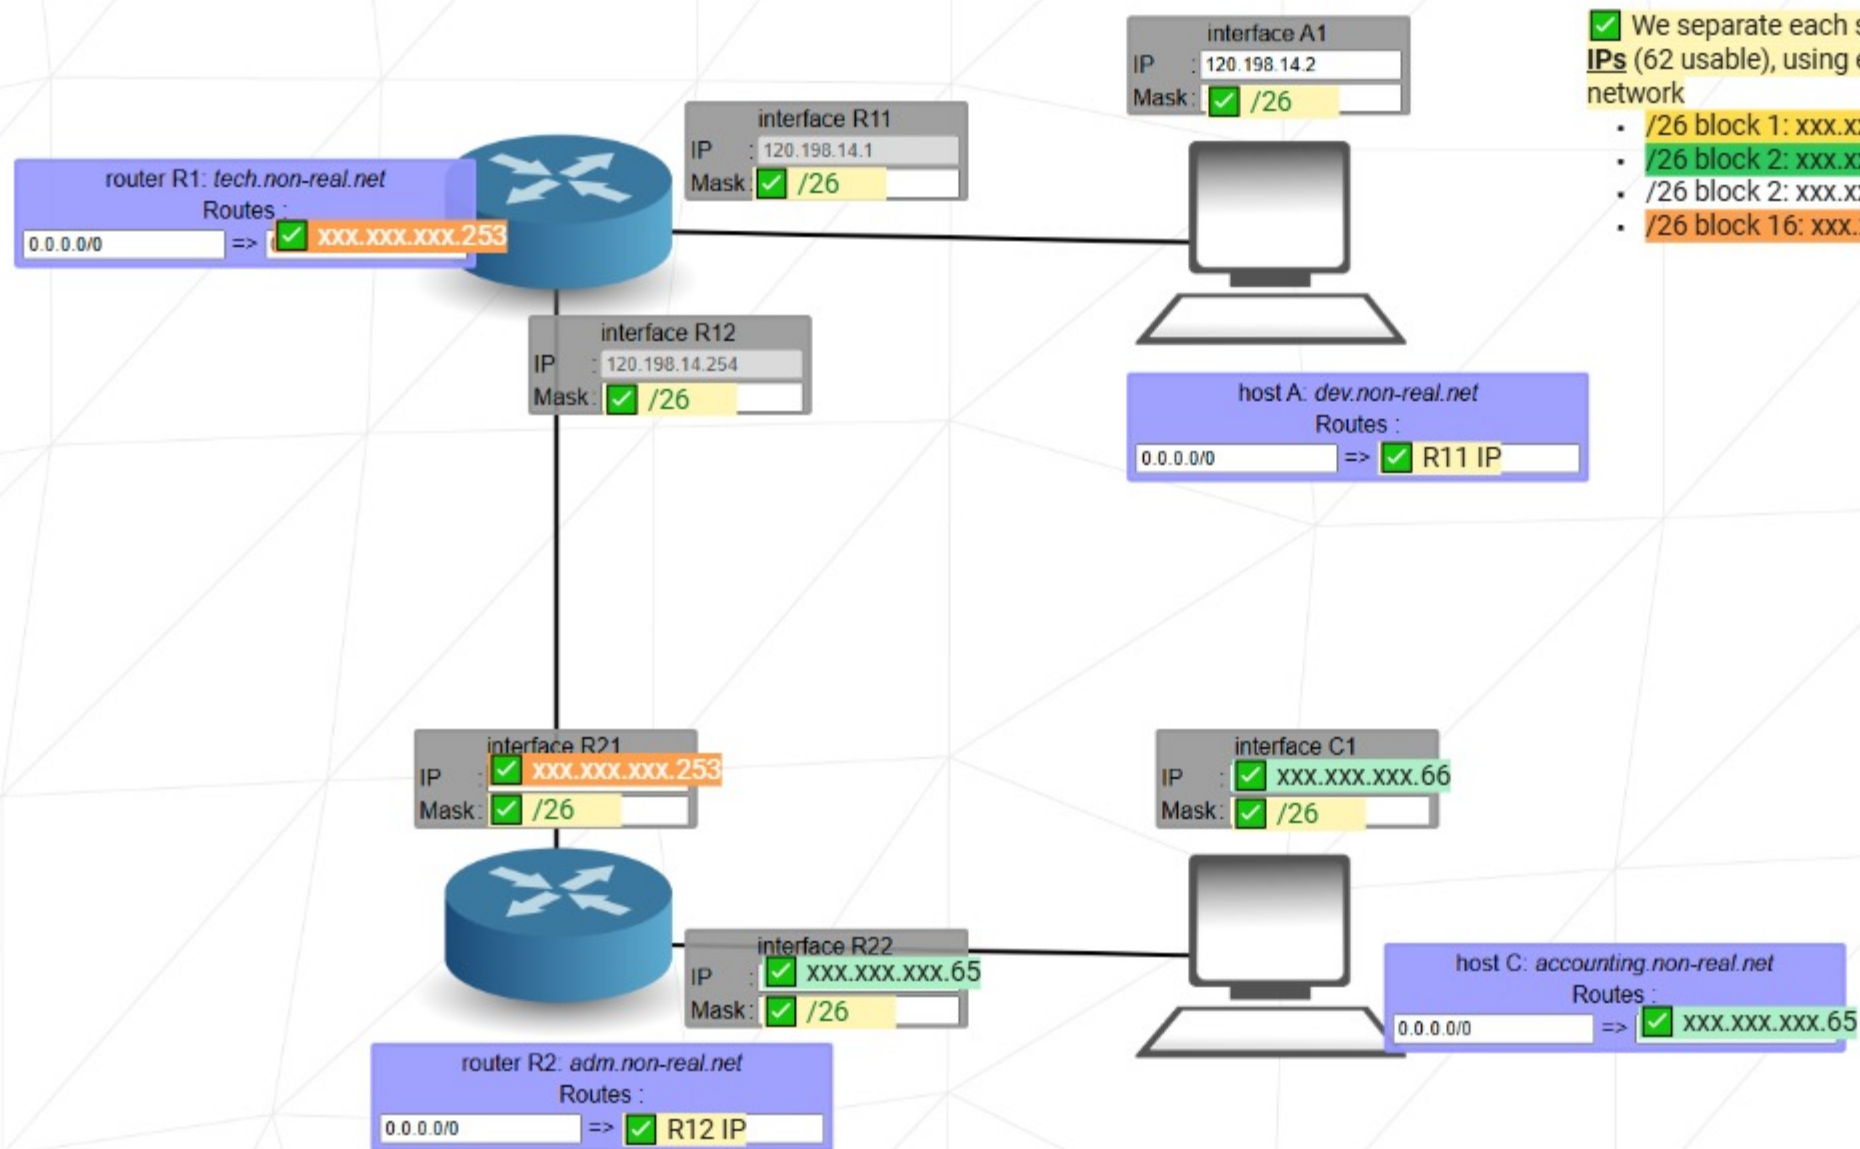 interface A1
IP : 120.198.14.2
Mask: ✅ /26
✅ We separate each
IPs (62 usable), using
network
• /26 block 1: xxx.xx
• /26 block 2: xxx.xx
• /26 block 2: xxx.xx
• /26 block 16: xxx.
interface R11
IP : 120.198.14.1
Mask: ✅ /26
router R1: tech.non-real.net
Routes :
0.0.0.0/0 => ✅ xxx.xxx.xxx.253
interface R12
IP : 120.198.14.254
Mask: ✅ /26
host A: dev.non-real.net
Routes :
0.0.0.0/0 => ✅ R11 IP
interface R21
IP : ✅ xxx.xxx.xxx.253
Mask: ✅ /26
interface C1
IP : ✅ xxx.xxx.xxx.66
Mask: ✅ /26
interface R22
IP : ✅ xxx.xxx.xxx.65
Mask: ✅ /26
host C: accounting.non-real.net
Routes :
0.0.0.0/0 => ✅ xxx.xxx.xxx.65
router R2: adm.non-real.net
Routes :
0.0.0.0/0 => ✅ R12 IP